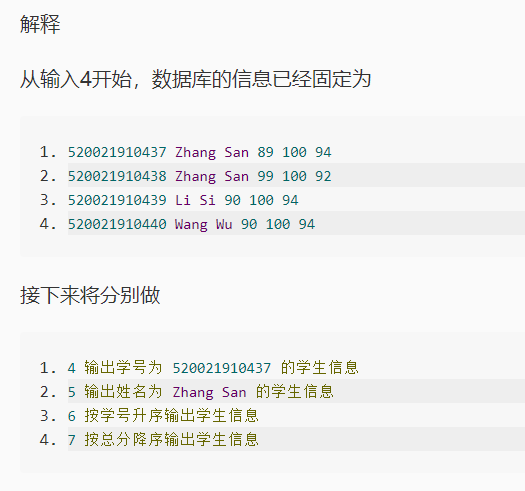 解释
从输入4开始，数据库的信息已经固定为
1. 520021910437 Zhang San 89 100 94
2. 520021910438 Zhang San 99 100 92
3. 520021910439 Li Si 90 100 94
4. 520021910440 Wang Wu 90 100 94
接下来将分别做
1. 4 输出学号为 520021910437 的学生信息
2. 5 输出姓名为 Zhang San 的学生信息
3. 6 按学号升序输出学生信息
4. 7 按总分降序输出学生信息